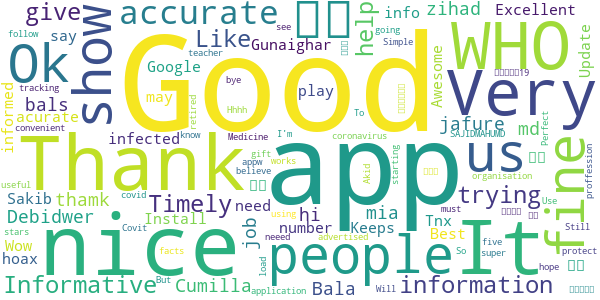 give
accurate
info
zihad
Excellent
follow
say
going
see
Simple
show
Ok
Like
help
WHO
Update
Google
teacher
Gunaighar
Awesome
Good
Very
informed
tracking
may
bye
play
19
bals
acurate
Hhhh
To
jafure
convenient
infected
know
Medicine
I'm
coronavirus
md
SAJIDWAHUMD
Perfect
retired
gift
appw
believe
works
Akid
starting
organisation
proffession
Thank
app
us
fine
useful
Sakib
thamk
Timely
need
hi
mia
trying
Use
Debidwer
Install
number
Keeps
Tnx
Best
must
Still
stars
covid
job
using
neeed
advertised
five
super
So
protect
Wow
nice
people
It
hoax
Covit
facts
load
hope
Informative
But
Cumilla
application
Bala
Will
information